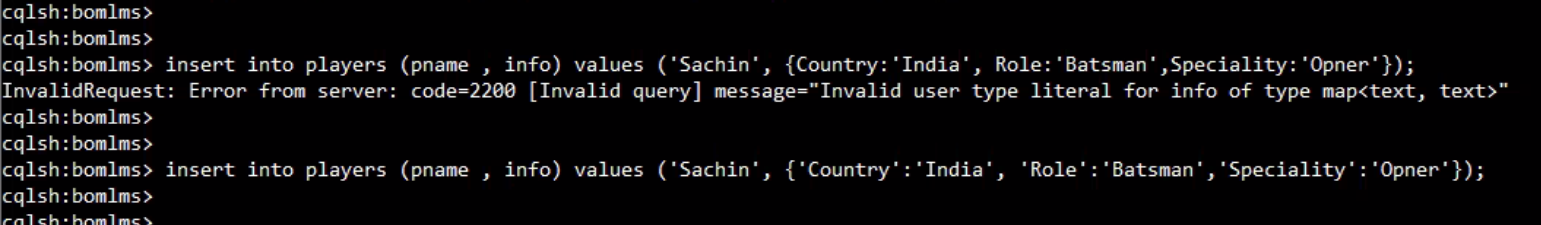 cqlsh:bomlms>
cqlsh:bomlms>
cqlsh:bomlms> insert into players (pname , info) values ('Sachin', {Country:'India', Role:'Batsman',Speciality:'Opner'});
InvalidRequest: Error from server: code=2200 [Invalid query] message="Invalid user type literal for info of type map<text, text>"
cqlsh:bomlms>
cqlsh:bomlms>
cqlsh:bomlms> insert into players (pname , info) values ('Sachin', {'Country':'India', 'Role':'Batsman','Speciality':'Opner'});
cqlsh:bomlms>
cqlsh:bomlms>